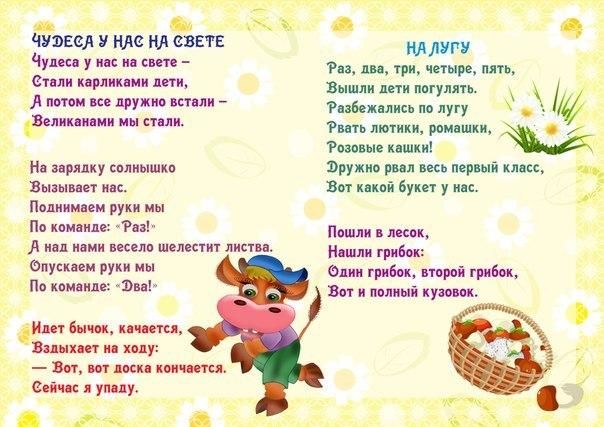 ЧУДЕСА У НАС НА СВЕТЕ
Чудеса у нас на свете –
Стали карликами дети,
А потом все дружно встали –
Великанами мы стали.
На зарядку солнышко
Вызывает нас.
Поднимаем руки мы
По команде: «Раз!»
А над нами весело шелестит листва.
Опускаем руки мы
По команде: «Два!»
Идет бычок, качается,
Вздыхает на ходу:
— Вот, вот доска кончается.
Сейчас я упаду.
НА ЛУГУ
Раз, два, три, четыре, пять,
Вышли дети погулять.
Разбежались по лугу
Рвать лютики, ромашки,
Розовые кашки!
Дружно рвал весь первый класс,
Вот какой букет у нас.
Пошли в лесок,
Нашли грибок:
Один грибок, второй грибок,
Вот и полный кузовок.